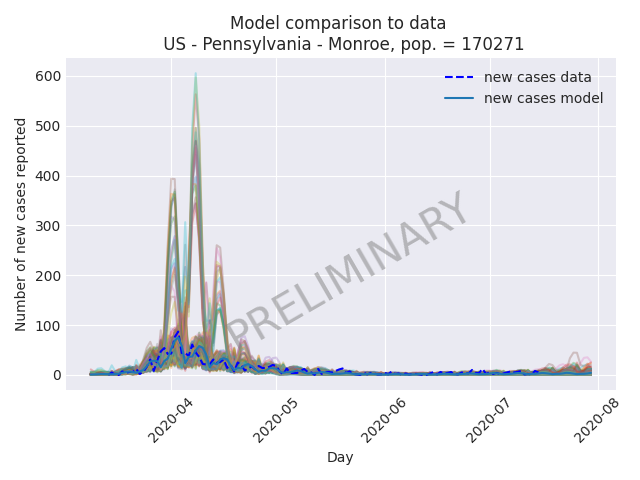 Model comparison to data
US - Pennsylvania - Monroe, pop. = 170271
600
500
400
300
200
100
0
Number of new cases reported
new cases data
new cases model
PRELIMINARY
2020-04
2020-05
2020-06
2020-07
2020-08
Day